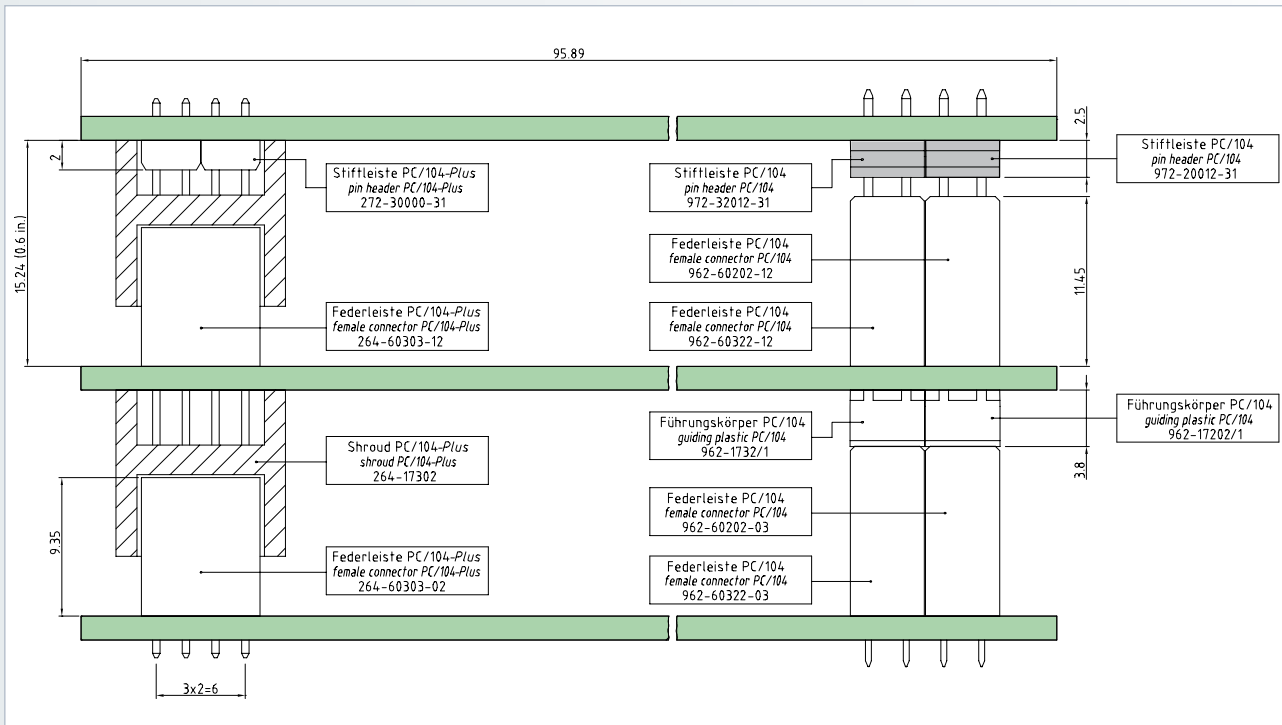 95.89
2
15.24 (0.6 in.)
Stiftleiste PC/104-Plus
pin header PC/104-Plus
272-30000-31
Stiftleiste PC/104
pin header PC/104
972-32012-31
2.5
Stiftleiste PC/104
pin header PC/104
972-20012-31
Federleiste PC/104
female connector PC/104
962-60202-12
11.45
Federleiste PC/104-Plus
female connector PC/104-Plus
264-60303-12
Federleiste PC/104
female connector PC/104
962-60322-12
Führungskörper PC/104
guiding plastic PC/104
962-1732/1
Führungskörper PC/104
guiding plastic PC/104
962-17202/1
3.8
Shroud PC/104-Plus
shroud PC/104-Plus
264-17302
9.35
Federleiste PC/104
female connector PC/104
962-60202-03
Federleiste PC/104-Plus
female connector PC/104-Plus
264-60303-02
Federleiste PC/104
female connector PC/104
962-60322-03
3x2=6